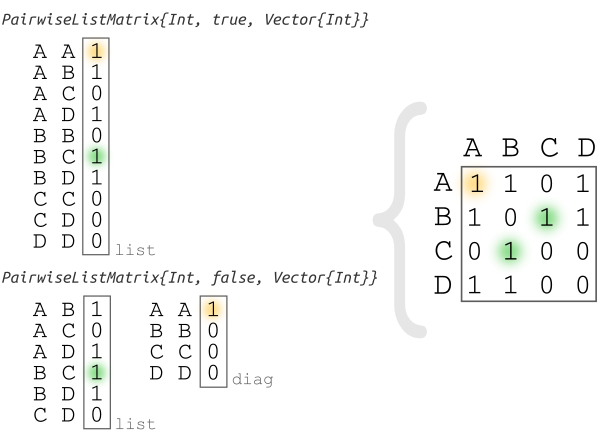 PairwiseListMatrix{Int, true, Vector{Int}}
A A 1
A B 1
A C 0
A D 1
B B 0
B C 1
B D 1
C C 0
C D 0
D D 0
list
PairwiseListMatrix{Int, false, Vector{Int}}
A B 1
A C 0
A D 1
B C 1
B D 1
C D 0
list
A A 1
B B 0
C C 0
D D 0
diag
A B C D
A 1 1 0 1
B 1 0 1 1
C 0 1 0 0
D 1 1 0 0